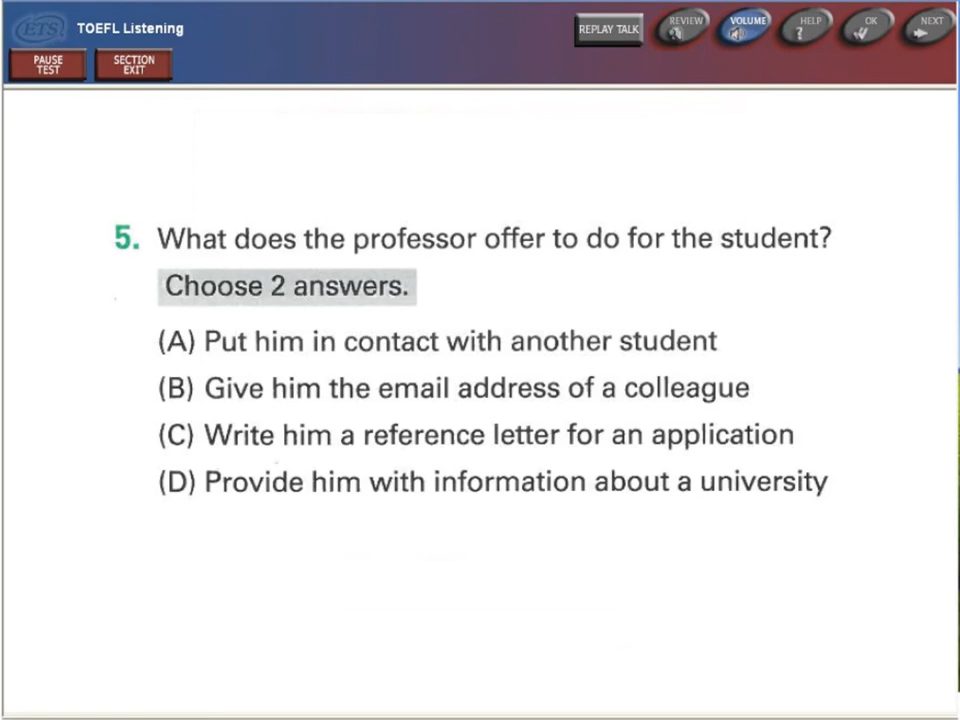 ETS TOEFL Listening
REPLAY TALK
REVIEW
VOLUME
HELP
?
OK
NEXT
PAUSE
TEST
SECTION
EXIT
5. What does the professor offer to do for the student?
Choose 2 answers.
(A) Put him in contact with another student
(B) Give him the email address of a colleague
(C) Write him a reference letter for an application
(D) Provide him with information about a university